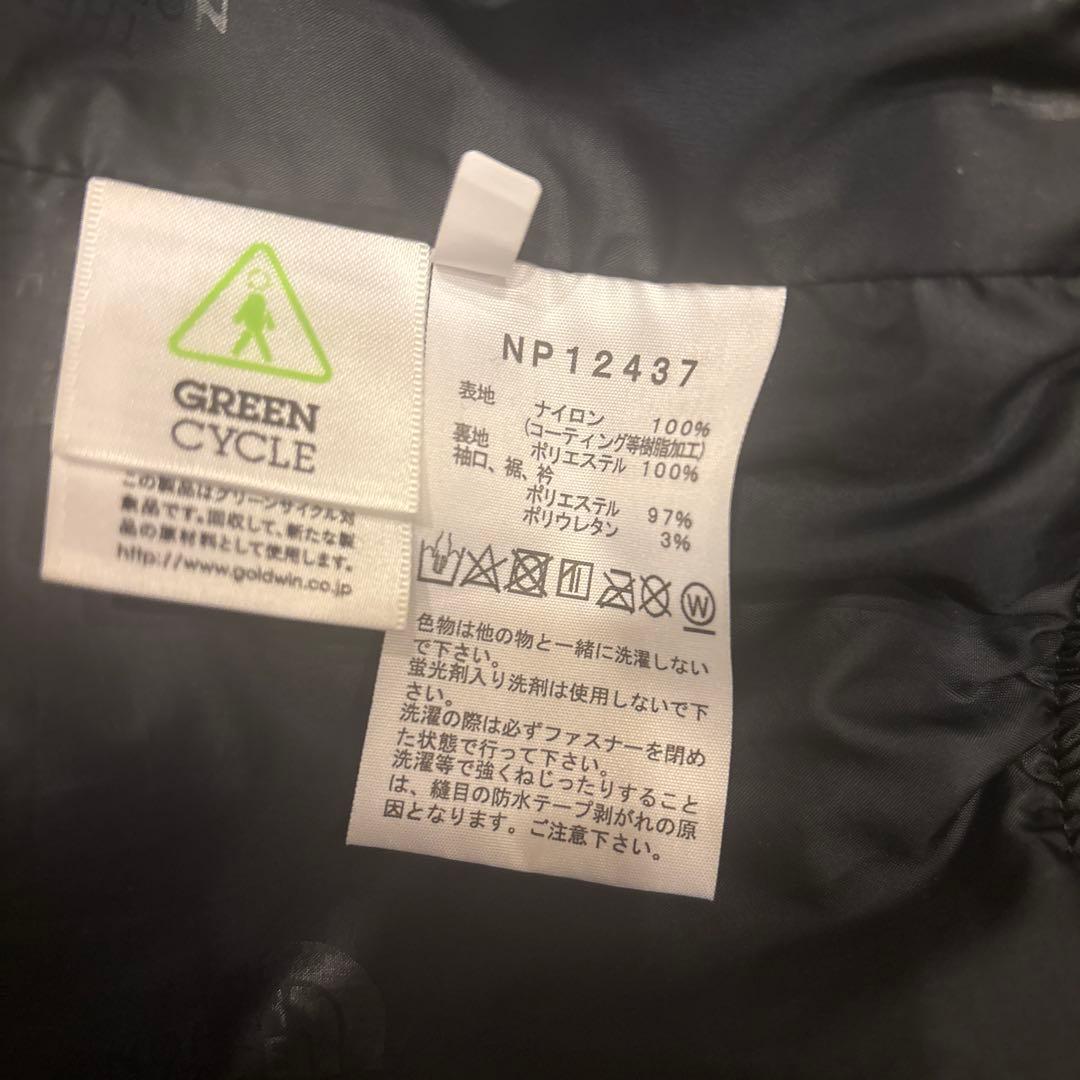 GREEN
CYCLE
この製品はグリーンサイクル対
象製品です。回収して、新たな製
品の原材料として使用します。
http://www.goldwin.co.jp
NP12437
表地 ナイロン 100%
(コーティング等樹脂加工)
裏地 ポリエステル 100%
袖口、裾、衿
ポリエステル 97%
ポリウレタン 3%
W
色物は他の物と一緒に洗濯しない
で下さい。
蛍光剤入り洗剤は使用しないで下
さい。
洗濯の際は必ずファスナーを閉め
た状態で行って下さい。
洗濯等で強くねじったりすること
は、縫目の防水テープ剥がれの原
因となります。ご注意下さい。